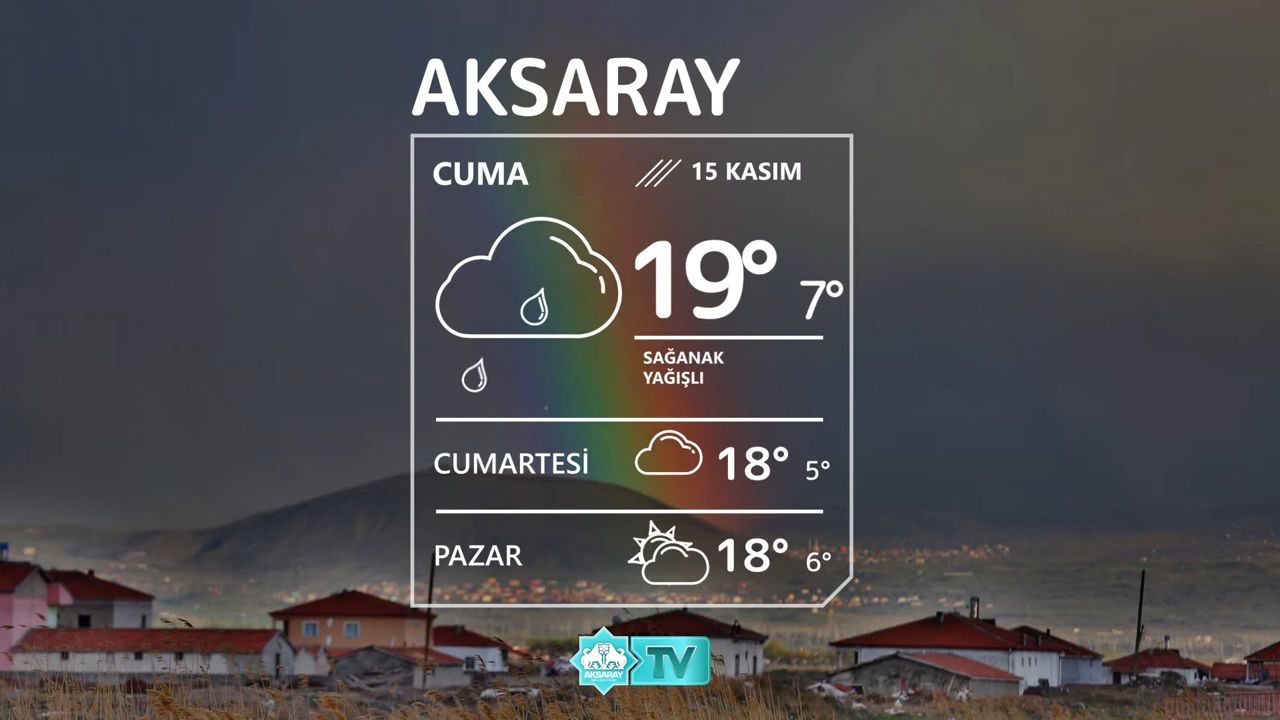 AKSARAY
CUMA
15 KASIM
19° 7°
SAĞANAK
YAĞIŞLI
CUMARTESİ 18° 5°
PAZAR 18° 6°
AKSARAY
TV